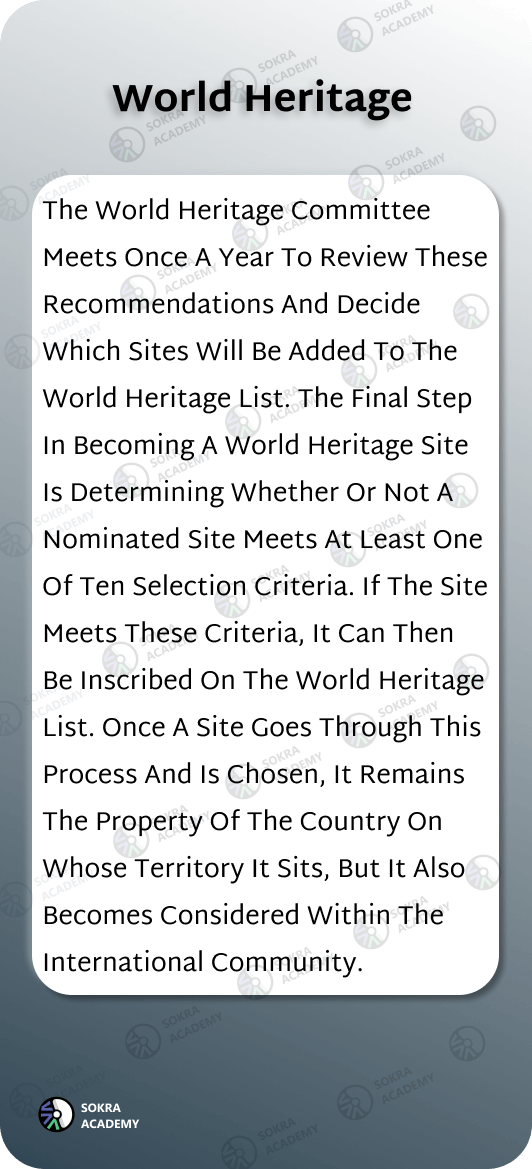 World Heritage
The World Heritage Committee
Meets Once A Year To Review These
Recommendations And Decide
Which Sites Will Be Added To The
World Heritage List. The Final Step
In Becoming A World Heritage Site
Is Determining Whether Or Not A
Nominated Site Meets At Least One
Of Ten Selection Criteria. If The Site
Meets These Criteria, It Can Then
Be Inscribed On The World Heritage
List. Once A Site Goes Through This
Process And Is Chosen, It Remains
The Property Of The Country On
Whose Territory It Sits, But It Also
Becomes Considered Within The
International Community.
SOKRA
ACADEMY